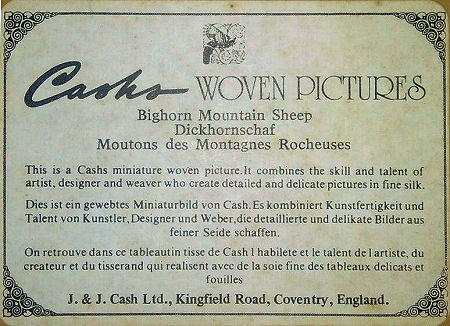 Cashs WOVEN PICTURES
Bighorn Mountain Sheep
Dickhornschaf
Moutons des Montagnes Rocheuses
This is a Cashs miniature woven picture.It combines the skill and talent of
artist, designer and weaver who create detailed and delicate pictures in fine silk.
Dies ist ein gewebtes Miniaturbild von Cash.Es kombiniert Kunstfertigkeit und
Talent von Kunstler,Designer und Weber,die detaillierte und delikate Bilder aus
feiner Seide schaffen.
On retrouve dans ce tableautin tisse de Cash l habilete et le talent de l artiste, du
createur et du tisserand qui realisent avec de la soie fine des tableaux delicats et
fouilles
J. & J. Cash Ltd., Kingfield Road, Coventry, England.